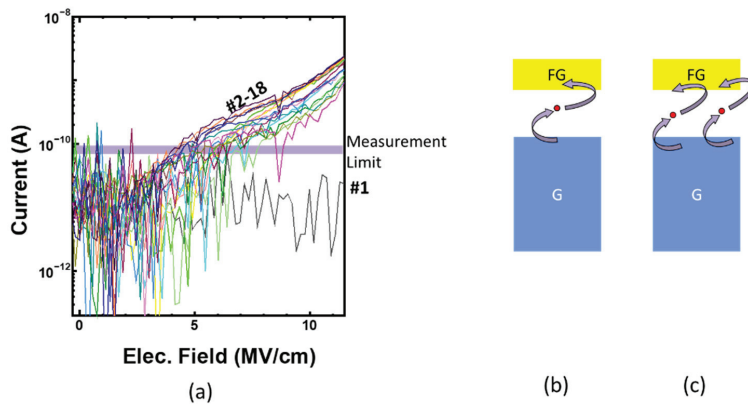 10⁻⁸
10⁻¹⁰
10⁻¹²
Current (A)
#2-18
Measurement
Limit
#1
0
5
10
Elec. Field (MV/cm)
(a)
FG
G
(b)
FG
G
(c)